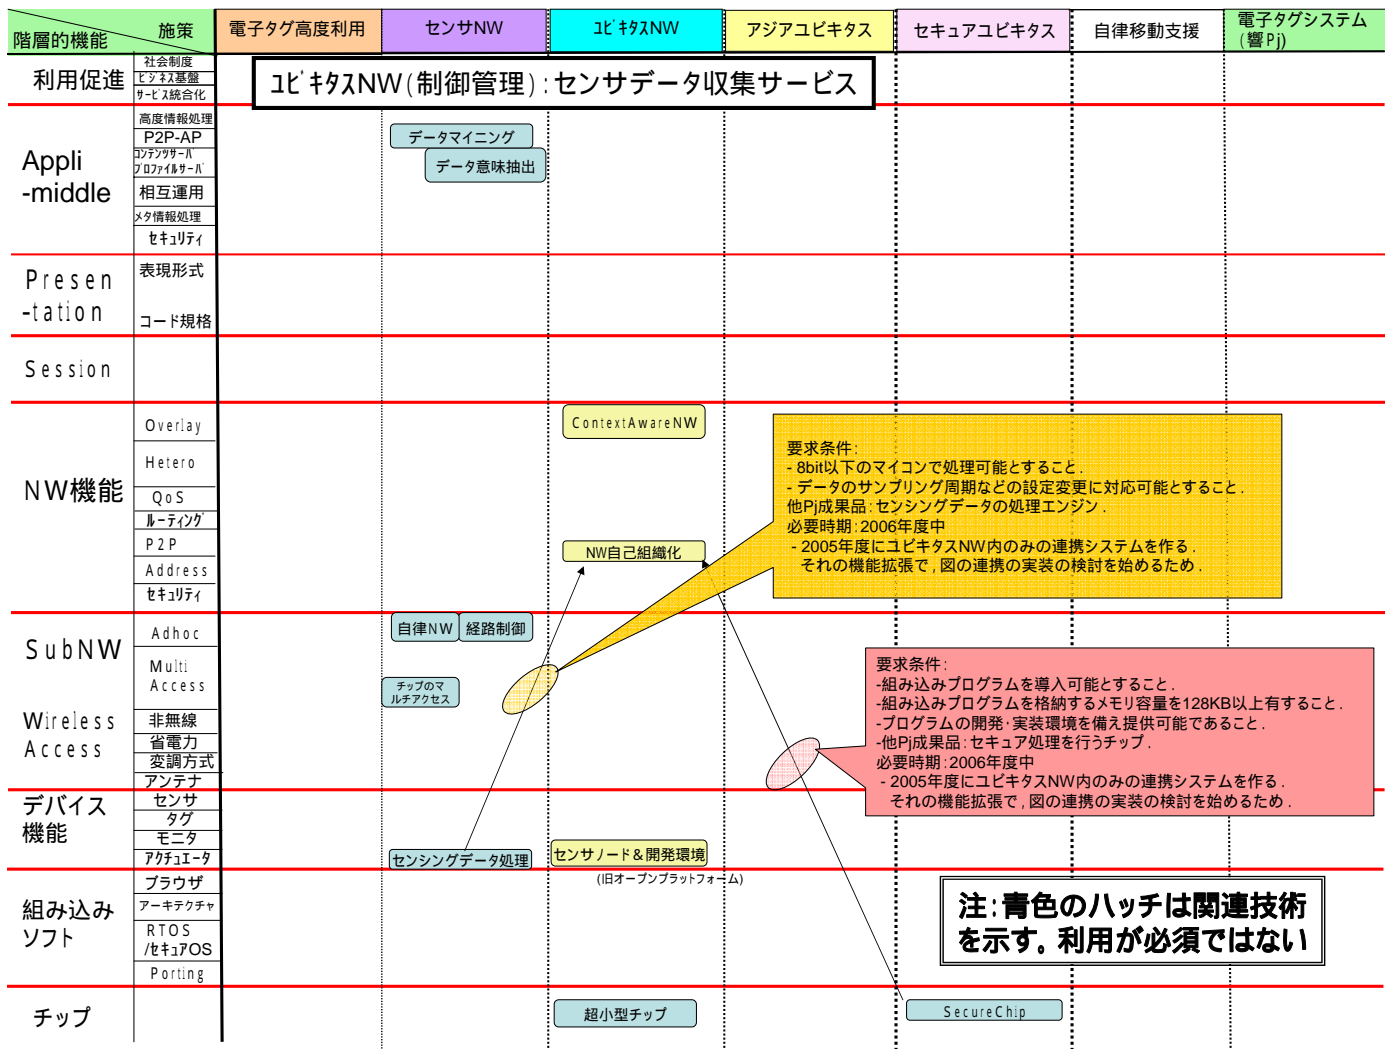 施策
階層的機能
電子タグ高度利用
センサNW
ﾕﾋﾞｷﾀｽNW
アジアユビキタス
セキュアユビキタス
自律移動支援
電子タグシステム
(響Pj)
利用促進
社会制度
ﾋﾞｼﾞﾈｽ基盤
ｻｰﾋﾞｽ統合化
ﾕﾋﾞｷﾀｽNW(制御管理):センサデータ収集サービス
Appli
-middle
高度情報処理
P2P-AP
ｺﾝﾃﾝﾂｻｰﾊﾞ
ﾌﾟﾛﾌｧｲﾙｻｰﾊﾞ
相互運用
ﾒﾀ情報処理
ｾｷｭﾘﾃｨ
データマイニング
データ意味抽出
Presen
-tation
表現形式
コード規格
Session
NW機能
Overlay
Hetero
QoS
ﾙｰﾃｨﾝｸﾞ
P2P
Address
ｾｷｭﾘﾃｨ
ContextAwareNW
NW自己組織化
要求条件:
- 8bit以下のマイコンで処理可能とすること.
- データのサンプリング周期などの設定変更に対応可能とすること.
他Pj成果品:センシングデータの処理エンジン.
必要時期:2006年度中
- 2005年度にユビキタスNW内のみの連携システムを作る.
それの機能拡張で,図の連携の実装の検討を始めるため.
SubNW
Wireless
Access
Adhoc
Multi
Access
非無線
省電力
変調方式
アンテナ
自律NW
経路制御
チップのマ
ルチアクセス
要求条件:
-組み込みプログラムを導入可能とすること.
-組み込みプログラムを格納するメモリ容量を128KB以上有すること.
-プログラムの開発・実装環境を備え提供可能であること.
-他Pj成果品:セキュア処理を行うチップ.
必要時期:2006年度中
- 2005年度にユビキタスNW内のみの連携システムを作る.
それの機能拡張で,図の連携の実装の検討を始めるため.
デバイス
機能
センサ
タグ
モニタ
ｱｸﾁｭｴｰﾀ
センシングデータ処理
センサノード&開発環境
(旧オープンプラットフォーム)
組み込み
ソフト
ブラウザ
アーキテクチャ
RTOS
/ｾｷｭｱOS
Porting
注:青色のハッチは関連技術
を示す。利用が必須ではない
チップ
超小型チップ
SecureChip